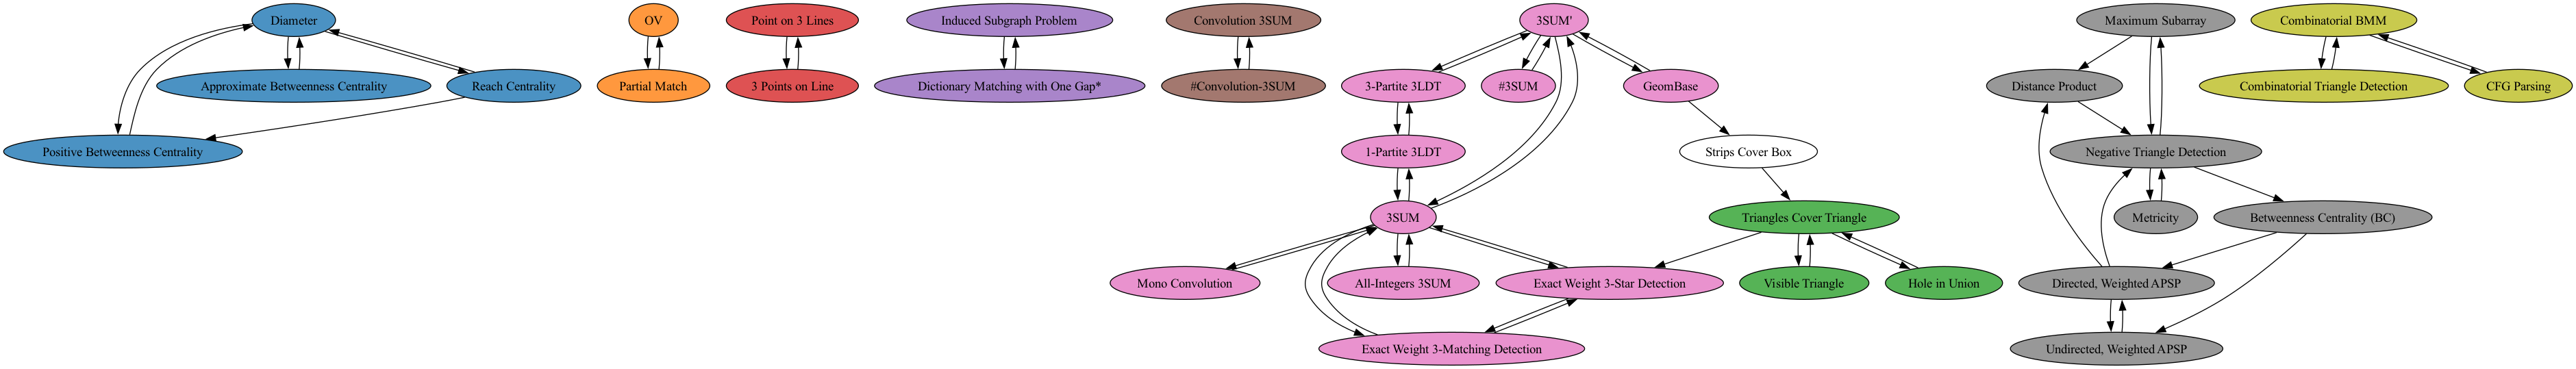 Diameter
OV
Point on 3 Lines
Induced Subgraph Problem
Convolution 3SUM
3SUM'
Maximum Subarray
Combinatorial BMM
Approximate Betweenness Centrality
Reach Centrality
Partial Match
3 Points on Line
Dictionary Matching with One Gap*
#Convolution-3SUM
3-Partite 3LDT
#3SUM
GeomBase
Distance Product
Combinatorial Triangle Detection
CFG Parsing
Positive Betweenness Centrality
1-Partite 3LDT
Strips Cover Box
Negative Triangle Detection
3SUM
Triangles Cover Triangle
Metricity
Betweenness Centrality (BC)
Mono Convolution
All-Integers 3SUM
Exact Weight 3-Star Detection
Visible Triangle
Hole in Union
Directed, Weighted APSP
Exact Weight 3-Matching Detection
Undirected, Weighted APSP